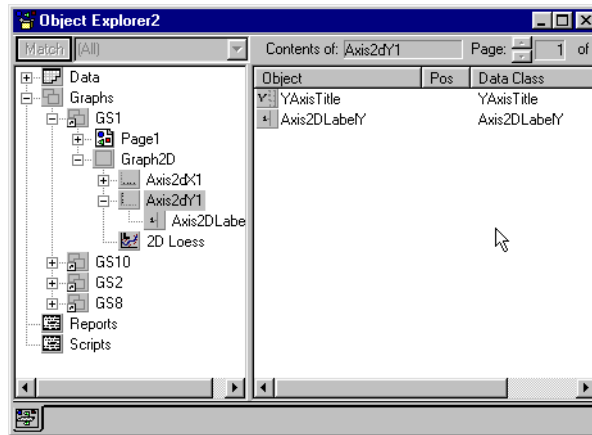 Object Explorer2
Match (All) Contents of: Axis2dY1 Page: 1 of
Data
Graphs
GS1
Page1
Graph2D
Axis2dX1
Axis2dY1
Axis2DLabe
2D Loess
GS10
GS2
GS8
Reports
Scripts
Object Pos Data Class
YAxisTitle YAxisTitle
Axis2DLabelY Axis2DLabelY